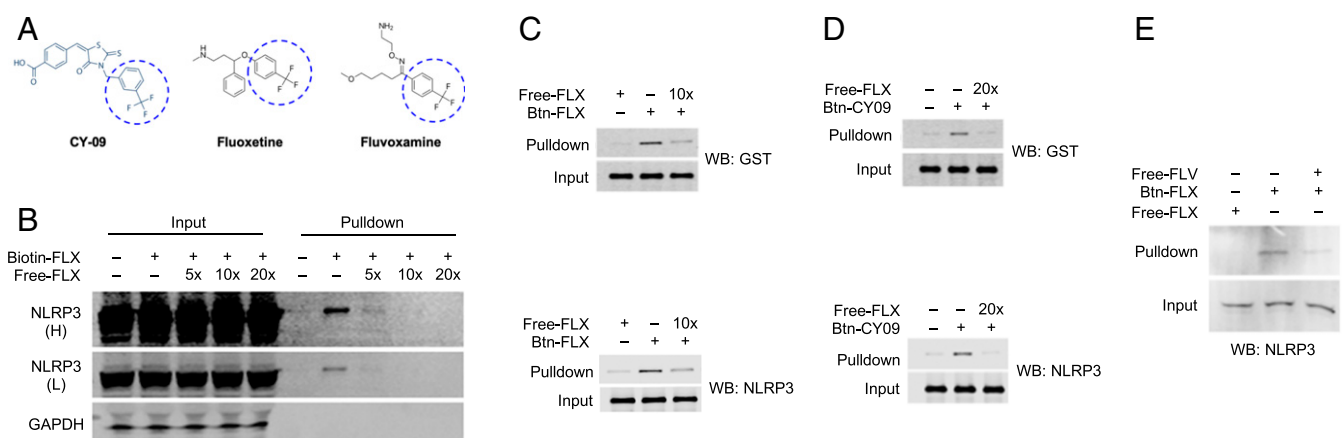 A
HO
O
S
S
O
N
F
F
F
CY-09
HN
O
F
F
F
Fluoxetine
NH₂
O
N
O
F
F
F
Fluvoxamine
B
Input Pulldown
Biotin-FLX – + + + + – + + + +
Free-FLX – – 5x 10x 20x – – 5x 10x 20x
NLRP3
(H)
NLRP3
(L)
GAPDH
C
Free-FLX + – 10x
Btn-FLX – + +
Pulldown
WB: GST
Input
Free-FLX + – 10x
Btn-FLX – + +
Pulldown
WB: NLRP3
Input
D
Free-FLX – – 20x
Btn-CY09 – + +
Pulldown
WB: GST
Input
Free-FLX – – 20x
Btn-CY09 – + +
Pulldown
WB: NLRP3
Input
E
Free-FLV – – +
Btn-FLX – + +
Free-FLX + – –
Pulldown
Input
WB: NLRP3